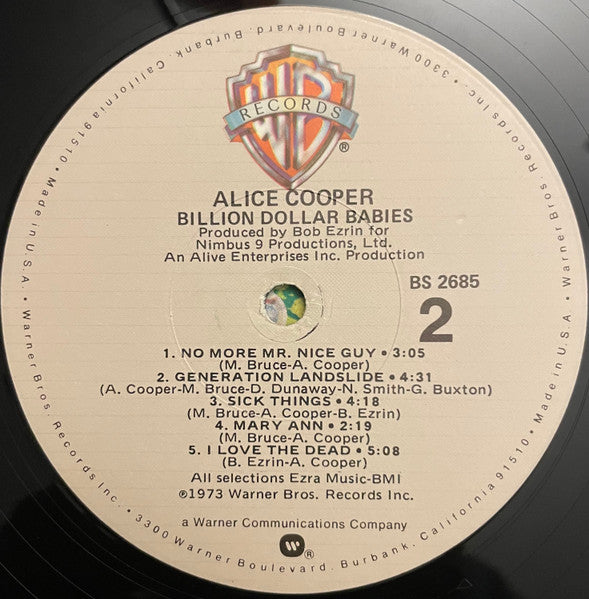 Warner Bros. Records Inc. • 3300 Warner Boulevard, Burbank, California 91510 • Made in U.S.A. • Warner Bros. Records Inc. • 3300 Warner Boulevard, Burbank, California 91510 • Made in U.S.A •
WB
RECORDS
®
ALICE COOPER
BILLION DOLLAR BABIES
Produced by Bob Ezrin for
Nimbus 9 Productions, Ltd.
An Alive Enterprises Inc. Production
BS 2685
2
1. NO MORE MR. NICE GUY • 3:05
(M. Bruce-A. Cooper)
2. GENERATION LANDSLIDE • 4:31
(A. Cooper-M. Bruce-D. Dunaway-N. Smith-G. Buxton)
3. SICK THINGS • 4:18
(M. Bruce-A. Cooper-B. Ezrin)
4. MARY ANN • 2:19
(M. Bruce-A. Cooper)
5. I LOVE THE DEAD • 5:08
(B. Ezrin-A. Cooper)
All selections Ezra Music-BMI
℗1973 Warner Bros. Records Inc.
a Warner Communications Company
®